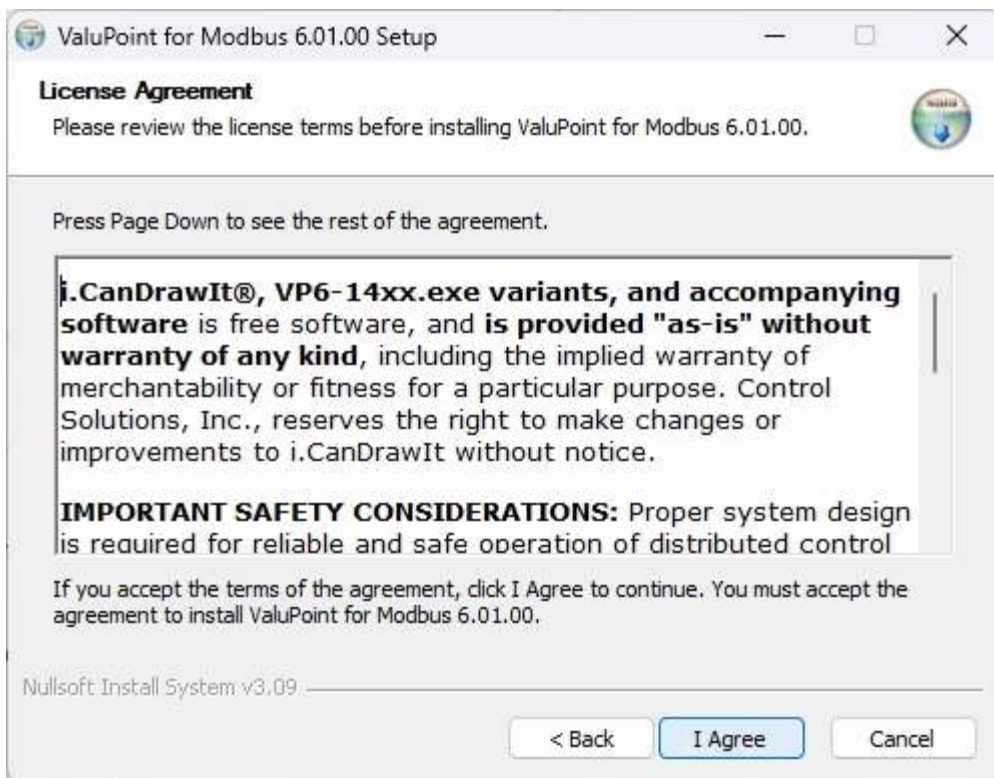 ValuPoint for Modbus 6.01.00 Setup
License Agreement
Please review the license terms before installing ValuPoint for Modbus 6.01.00.
Press Page Down to see the rest of the agreement.
i.CanDrawIt®, VP6-14xx.exe variants, and accompanying
software is free software, and is provided "as-is" without
warranty of any kind, including the implied warranty of
merchantability or fitness for a particular purpose. Control
Solutions, Inc., reserves the right to make changes or
improvements to i.CanDrawIt without notice.
IMPORTANT SAFETY CONSIDERATIONS: Proper system design
is required for reliable and safe operation of distributed control
If you accept the terms of the agreement, click I Agree to continue. You must accept the
agreement to install ValuPoint for Modbus 6.01.00.
Nullsoft Install System v3.09
< Back
I Agree
Cancel